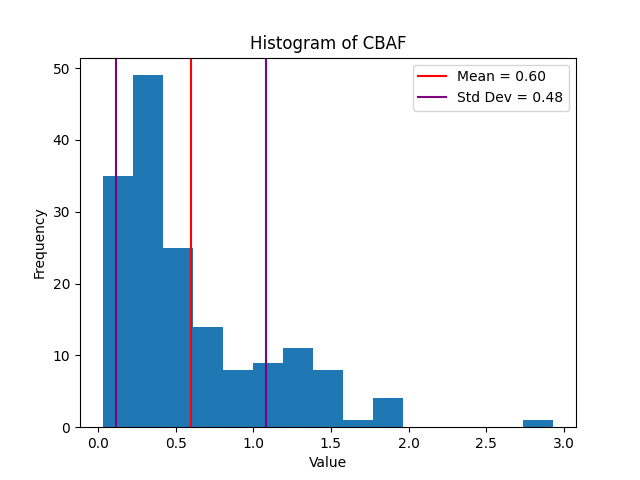 Histogram of CBAF
Mean = 0.60
Std Dev = 0.48
Frequency
50
40
30
20
10
0
0.0 0.5 1.0 1.5 2.0 2.5 3.0
Value